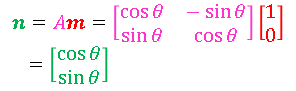 n = Am = [cos θ −sin θ; sin θ cos θ] [1; 0]
= [cos θ; sin θ]